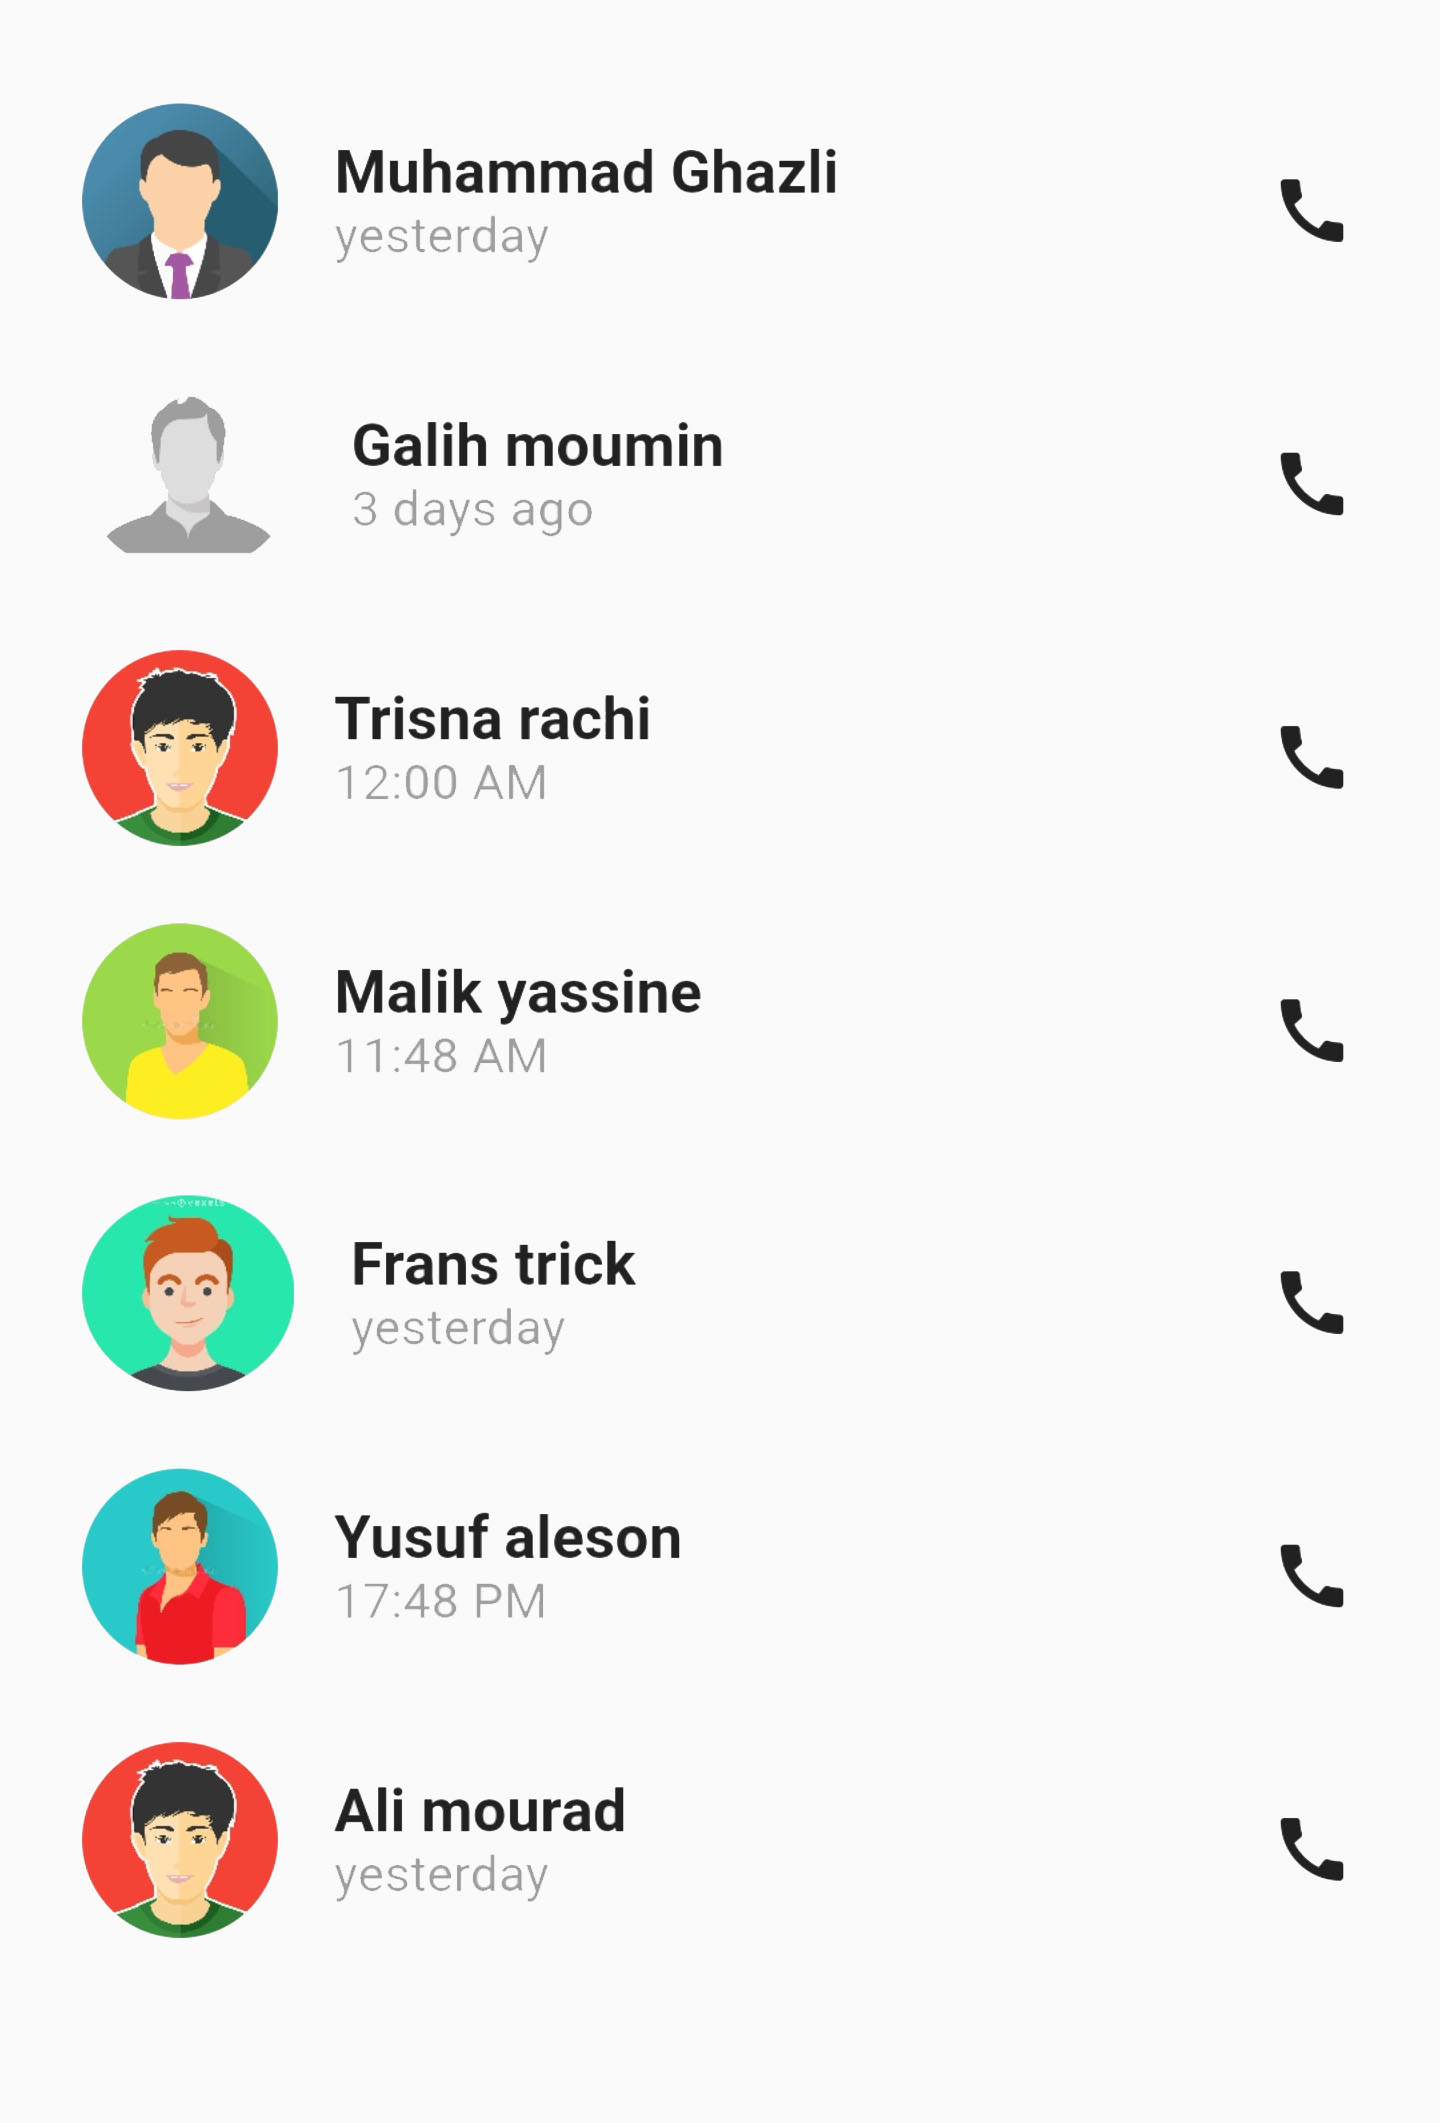 Muhammad Ghazli
yesterday
Galih moumin
3 days ago
Trisna rachi
12:00 AM
Malik yassine
11:48 AM
Frans trick
yesterday
Yusuf aleson
17:48 PM
Ali mourad
yesterday